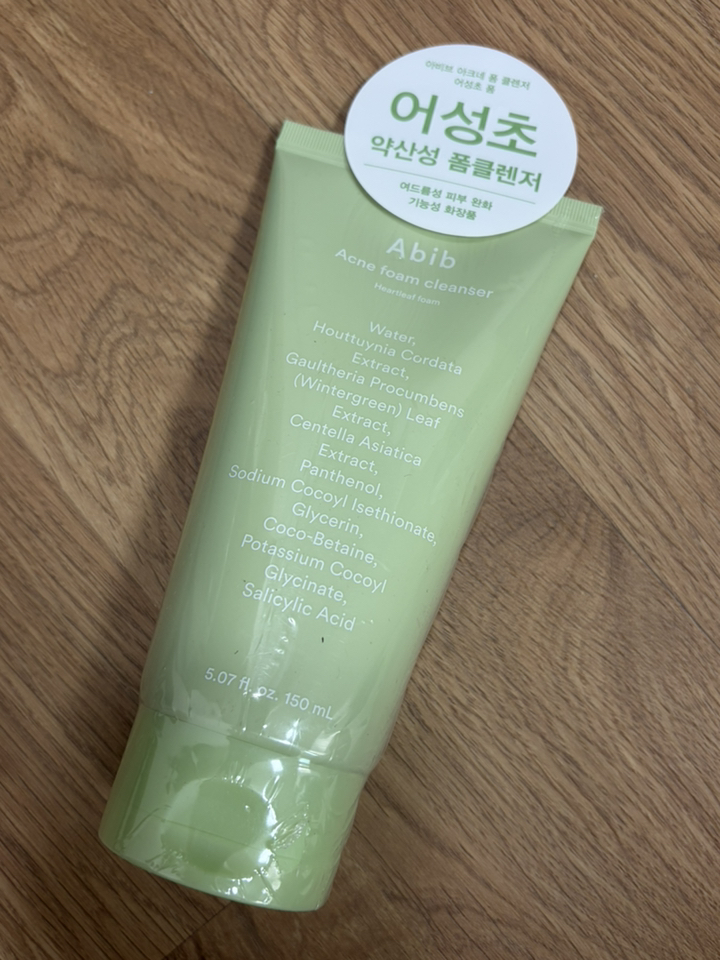 아비브 아크네 폼 클렌저
어성초 폼
어성초
약산성 폼클렌저
여드름성 피부 완화
기능성 화장품
Abib
Acne foam cleanser
Heartleaf foam
Water,
Houttuynia Cordata
Extract,
Gaultheria Procumbens
(Wintergreen) Leaf
Extract,
Centella Asiatica
Extract,
Panthenol,
Sodium Cocoyl Isethionate,
Glycerin,
Coco-Betaine,
Potassium Cocoyl
Glycinate,
Salicylic Acid
5.07 fl. oz. 150 mL